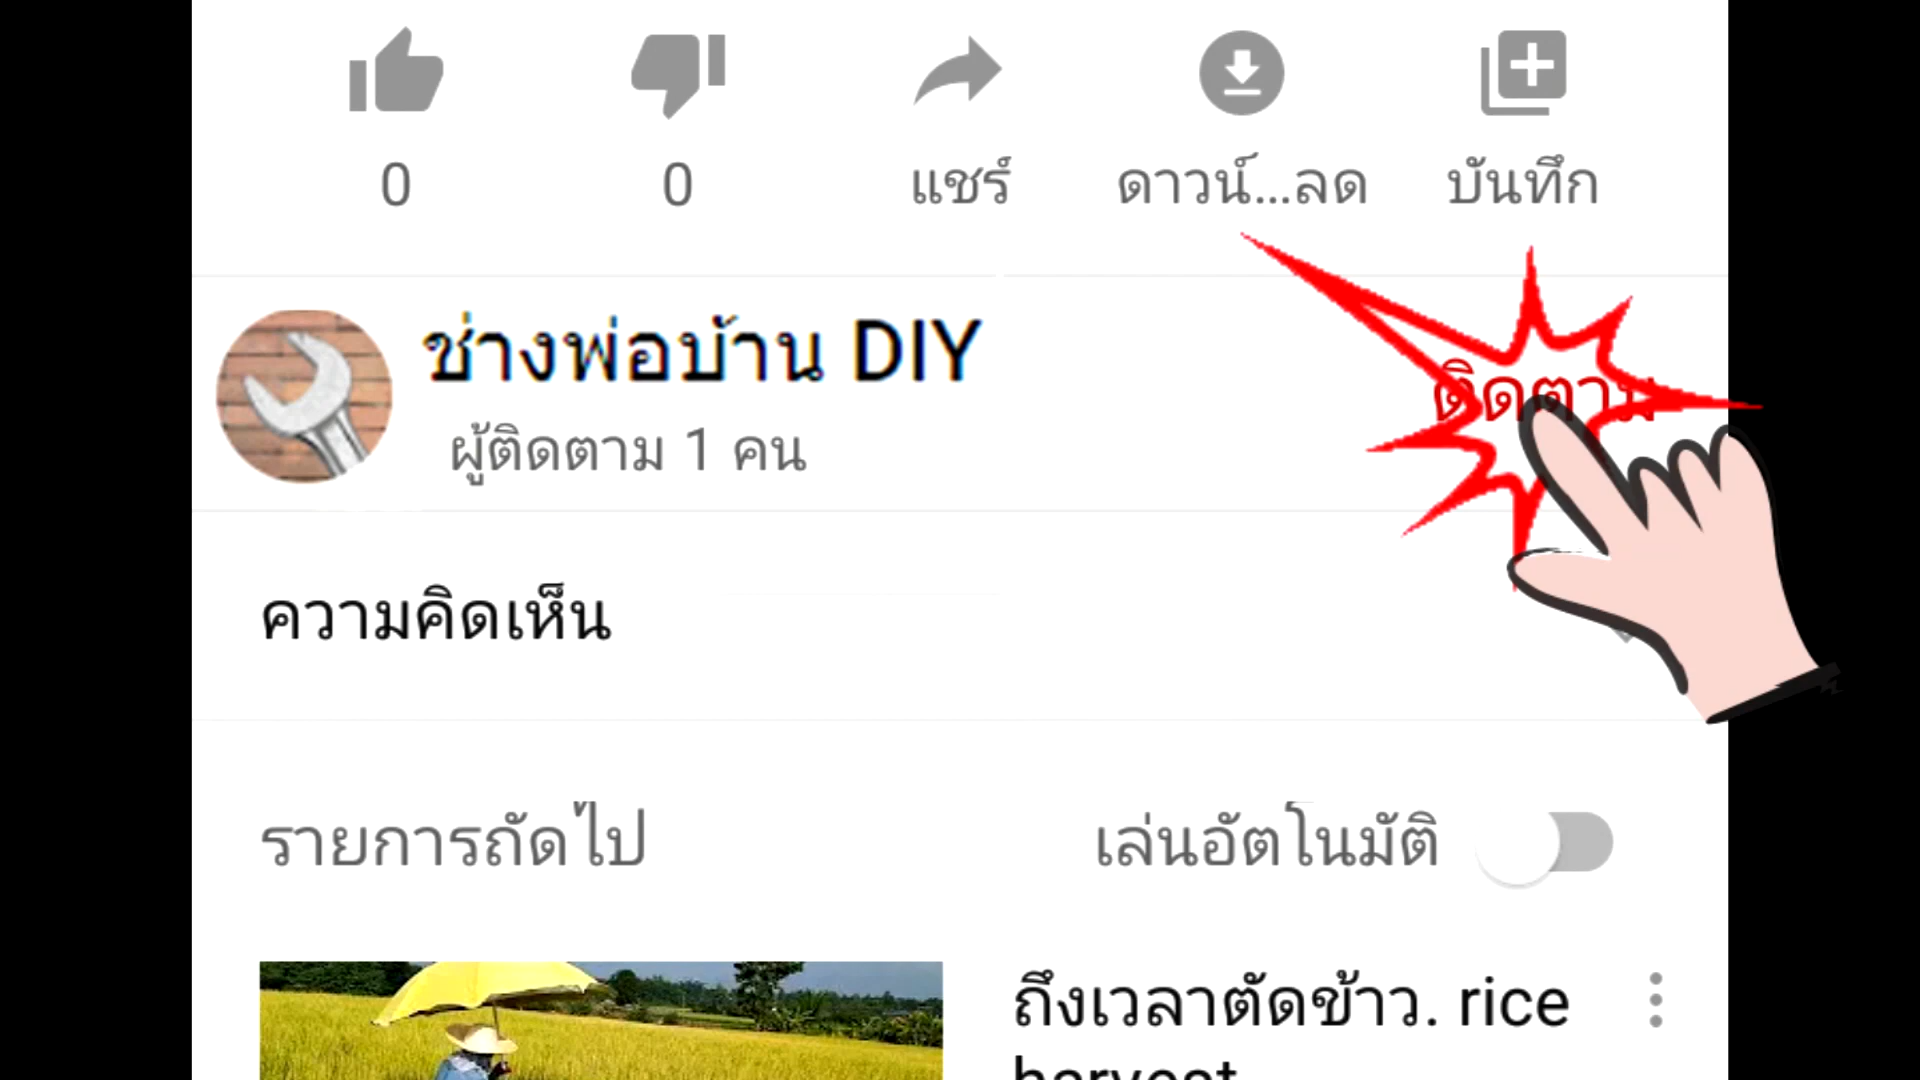 0 0 แชร์ ดาวน์...ลด บันทึก
ช่างพ่อบ้าน DIY
ติดตาม
ผู้ติดตาม 1 คน
ความคิดเห็น
รายการถัดไป เล่นอัตโนมัติ
ถึงเวลาตัดข้าว. rice
harvest